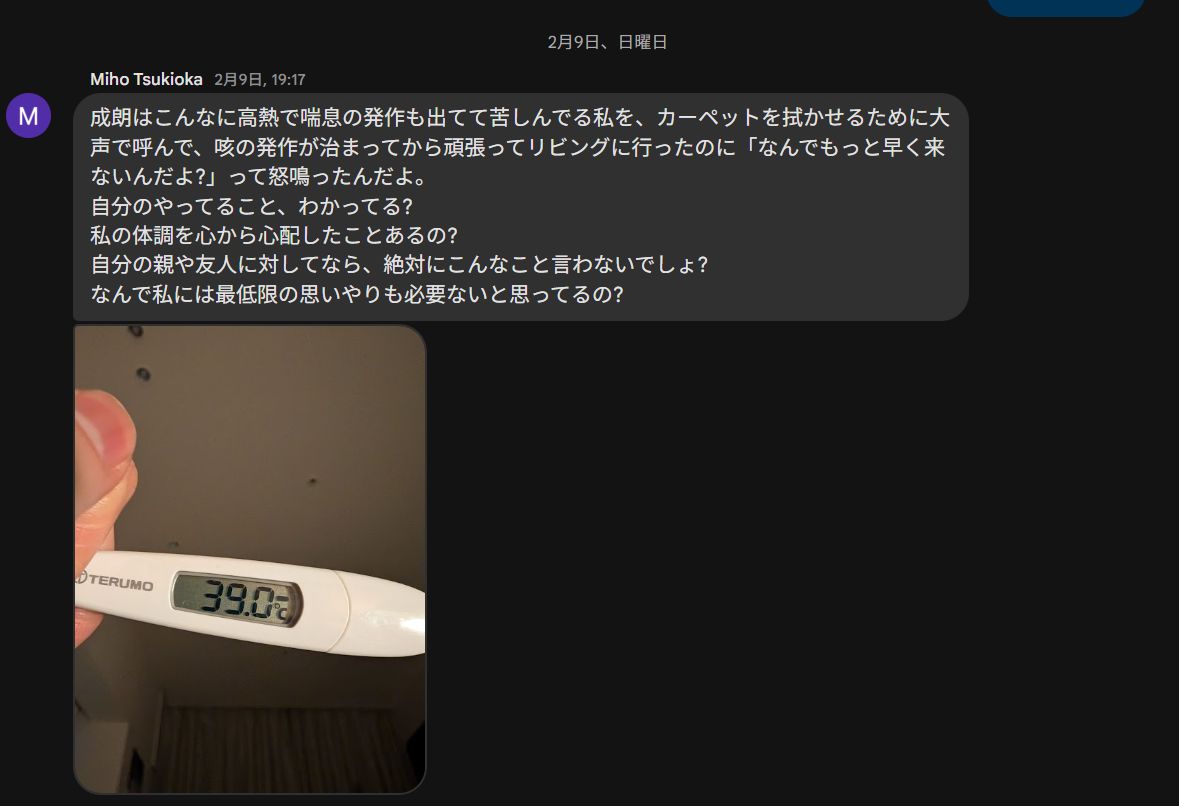 2月9日、日曜日
Miho Tsukioka 2月9日, 19:17
M
成朗はこんなに高熱で喘息の発作も出てて苦しんでる私を、カーペットを拭かせるために大
声で呼んで、咳の発作が治まってから頑張ってリビングに行ったのに「なんでもっと早く来
ないんだよ?」って怒鳴ったんだよ。
自分のやってること、わかってる?
私の体調を心から心配したことあるの?
自分の親や友人に対してなら、絶対にこんなこと言わないでしょ?
なんで私には最低限の思いやりも必要ないと思ってるの?
TERUMO 39.0℃